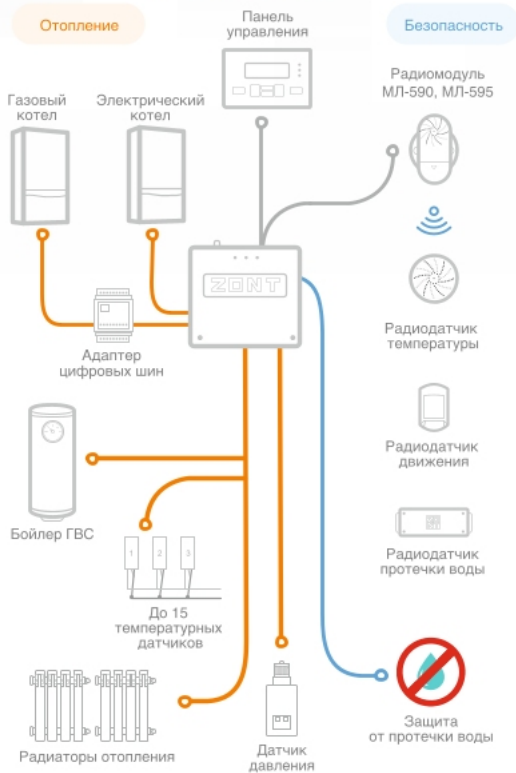 Отопление
Панель
управления
Безопасность
Газовый
котел
Электрический
котел
Радиомодуль
МЛ-590, МЛ-595
ZONT
Адаптер
цифровых шин
Радиодатчик
температуры
Бойлер ГВС
Радиодатчик
движения
1 2 3
До 15
температурных
датчиков
Радиодатчик
протечки воды
Радиаторы отопления
Датчик
давления
Защита
от протечки воды